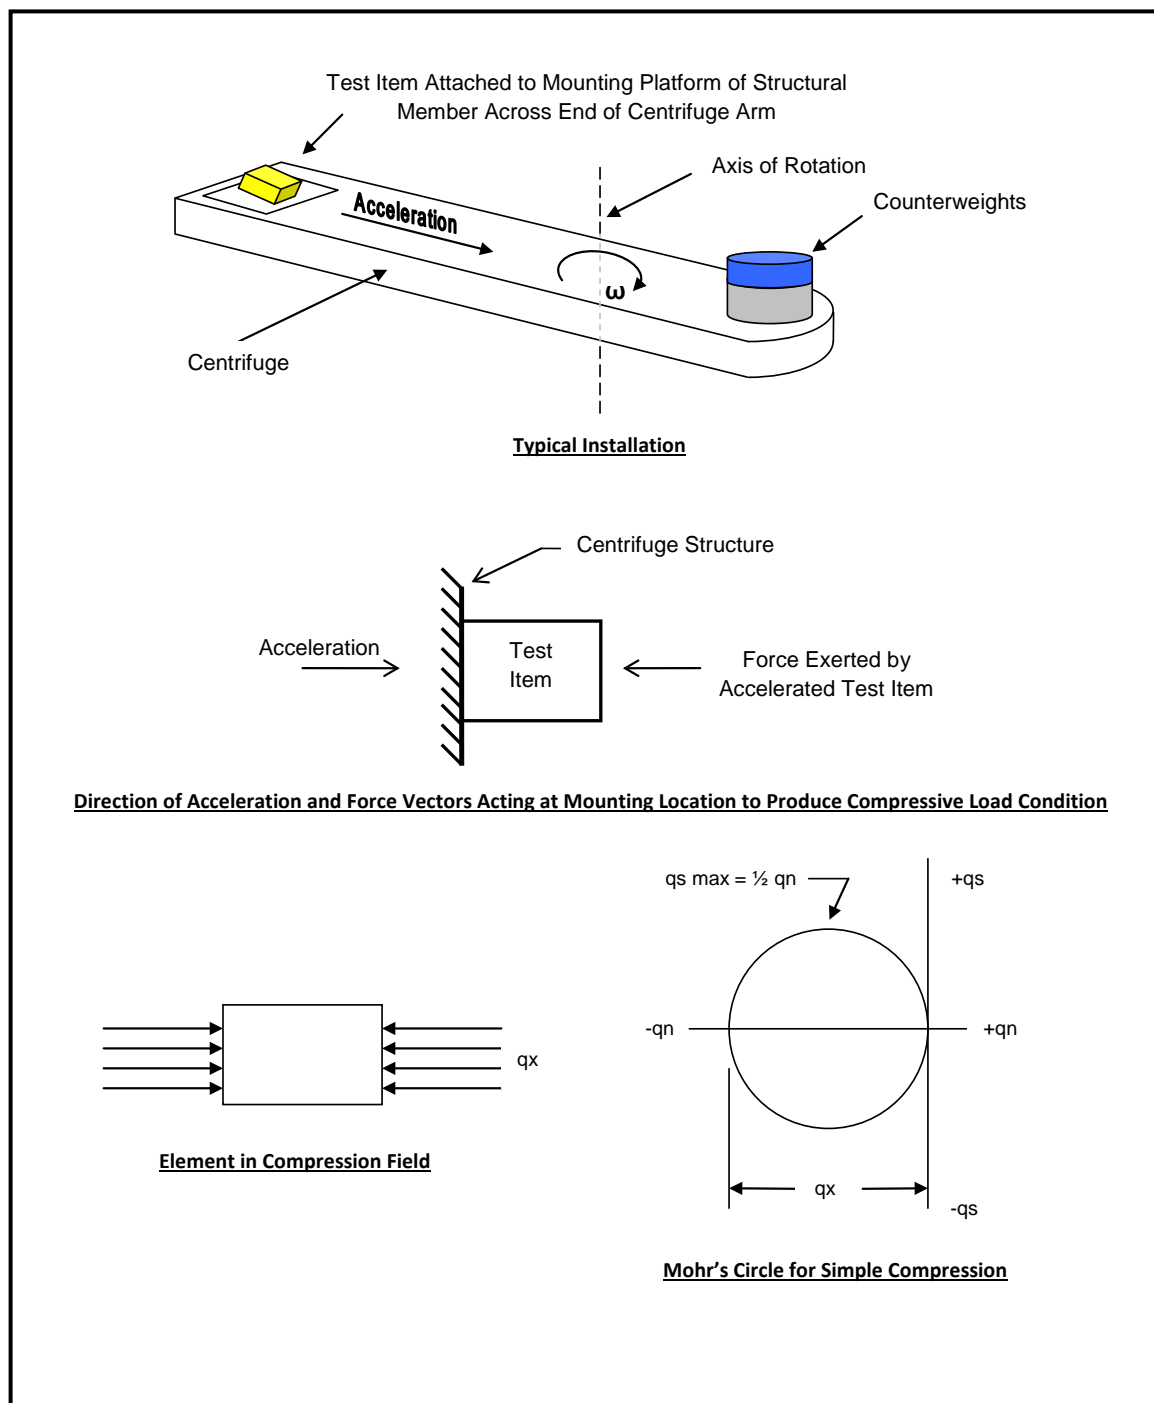 Test Item Attached to Mounting Platform of Structural
Member Across End of Centrifuge Arm
Axis of Rotation
Counterweights
Acceleration
ω
Centrifuge
Typical Installation
Centrifuge Structure
Acceleration
Test
Item
Force Exerted by
Accelerated Test Item
Direction of Acceleration and Force Vectors Acting at Mounting Location to Produce Compressive Load Condition
qs max = ½ qn
+qs
-qn
+qn
qx
Element in Compression Field
qx
-qs
Mohr’s Circle for Simple Compression